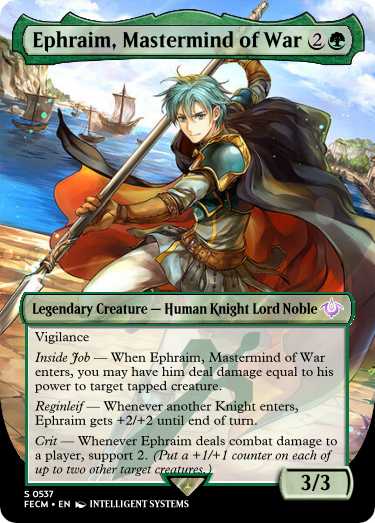 Ephraim, Mastermind of War 2
Legendary Creature — Human Knight Lord Noble
Vigilance
Inside Job — When Ephraim, Mastermind of War
enters, you may have him deal damage equal to
his power to target tapped creature.
Reginleif — Whenever another Knight enters,
Ephraim gets +2/+2 until end of turn.
Crit — Whenever Ephraim deals combat damage to
a player, support 2. (Put a +1/+1 counter on each of
up to two other target creatures.)
3/3
S 0537
FECM • EN INTELLIGENT SYSTEMS